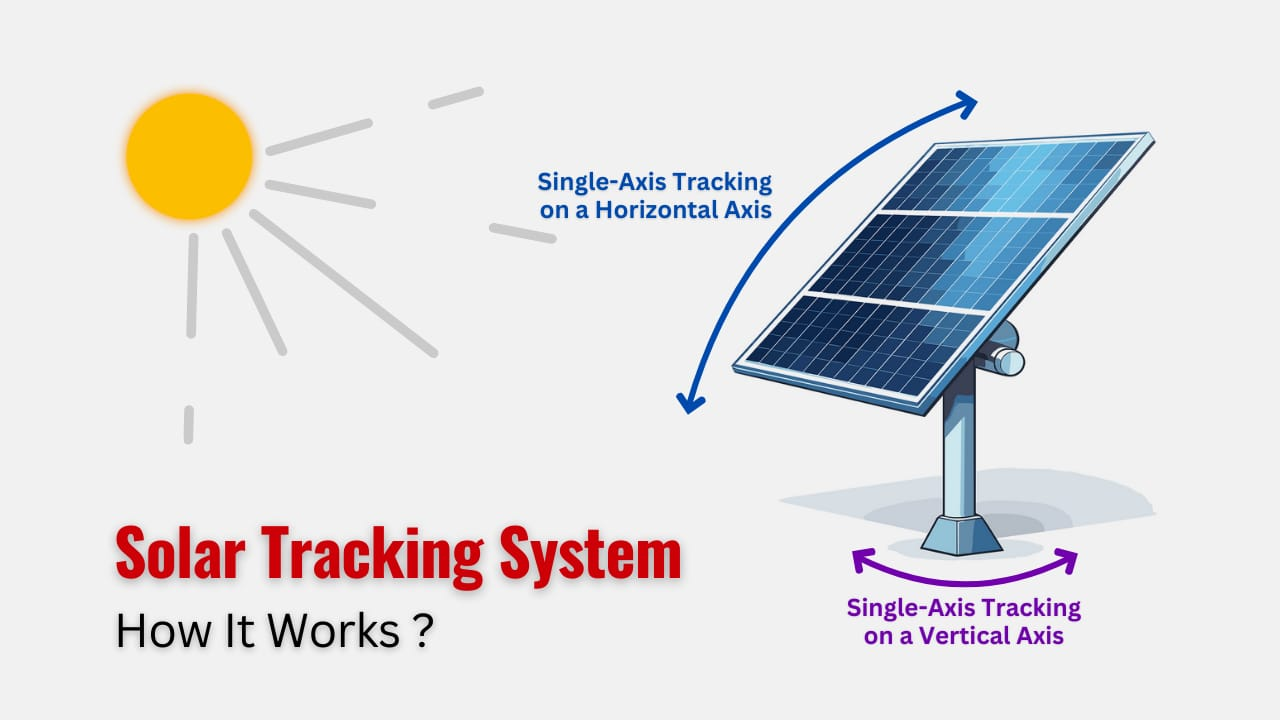 Single-Axis Tracking
on a Horizontal Axis
Solar Tracking System
How It Works ?
Single-Axis Tracking
on a Vertical Axis